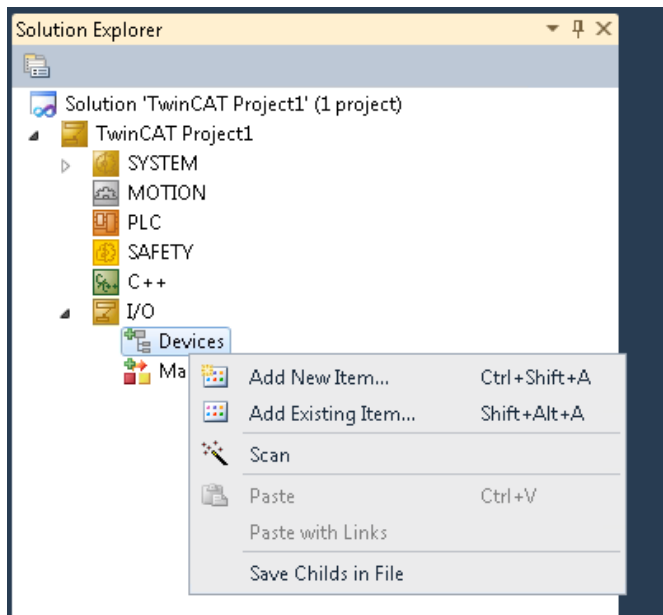 Solution Explorer
Solution 'TwinCAT Project1' (1 project)
TwinCAT Project1
SYSTEM
MOTION
PLC
SAFETY
C++
I/O
Devices
Ma
Add New Item... Ctrl+Shift+A
Add Existing Item... Shift+Alt+A
Scan
Paste Ctrl+V
Paste with Links
Save Childs in File